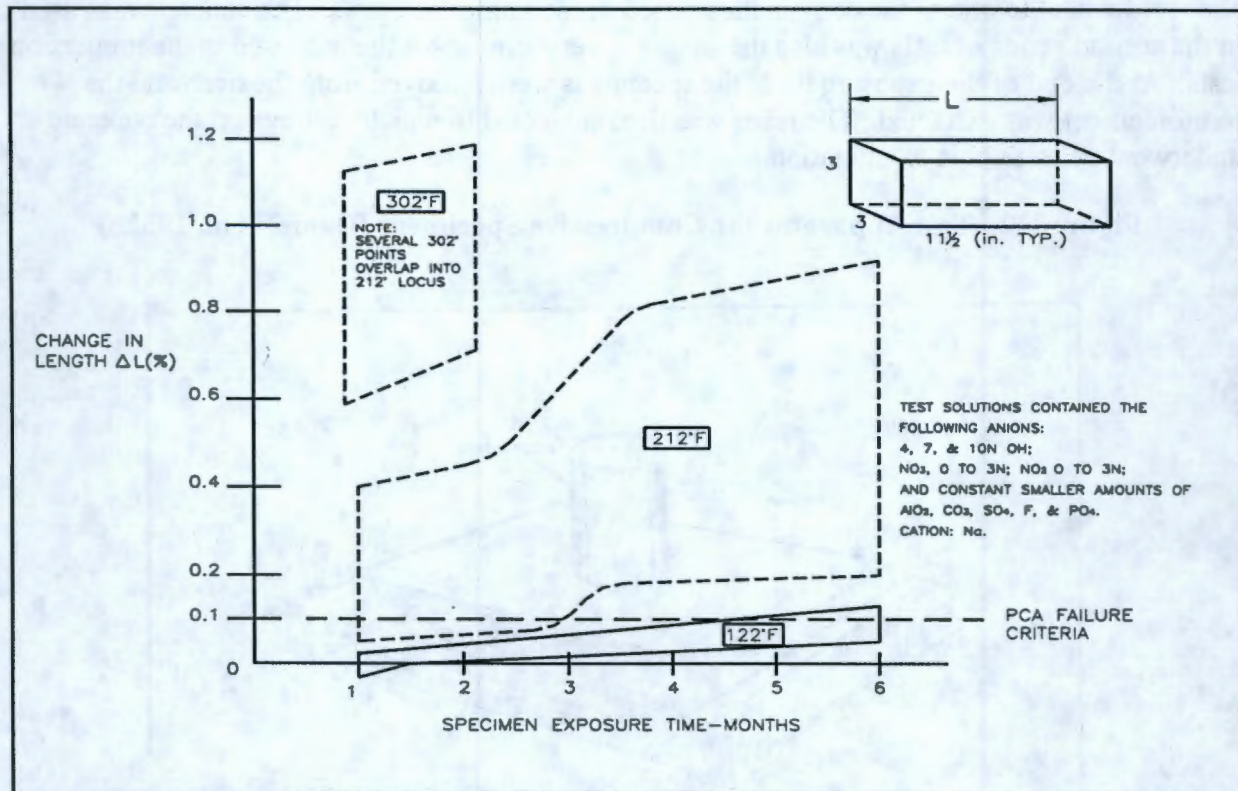 1.2
1.0
0.8
0.6
0.4
0.2
0.1
0
CHANGE IN
LENGTH ΔL(%)
302°F
NOTE:
SEVERAL 302°
POINTS
OVERLAP INTO
212° LOCUS
L
3
3
11½ (in. TYP.)
212°F
TEST SOLUTIONS CONTAINED THE
FOLLOWING ANIONS:
4, 7, & 10N OH;
NO₃, O TO 3N; NO₂ O TO 3N;
AND CONSTANT SMALLER AMOUNTS OF
AlO₂, CO₃, SO₄, F, & PO₄.
CATION: Na.
122°F
PCA FAILURE
CRITERIA
1 2 3 4 5 6
SPECIMEN EXPOSURE TIME–MONTHS